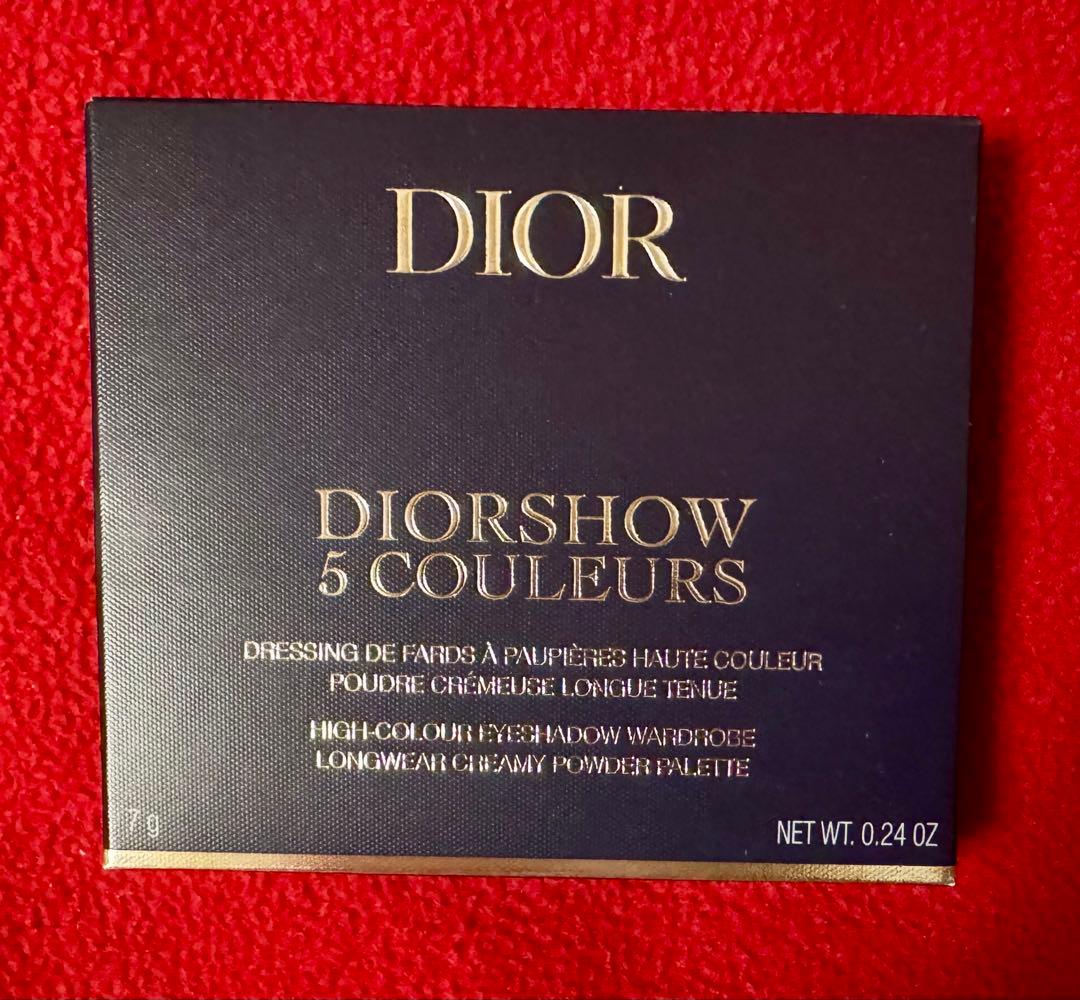 DIOR
DIORSHOW
5 COULEURS
DRESSING DE FARDS À PAUPIÈRES HAUTE COULEUR
POUDRE CRÉMEUSE LONGUE TENUE
HIGH-COLOUR EYESHADOW WARDROBE
LONGWEAR CREAMY POWDER PALETTE
7 g
NET WT. 0.24 OZ